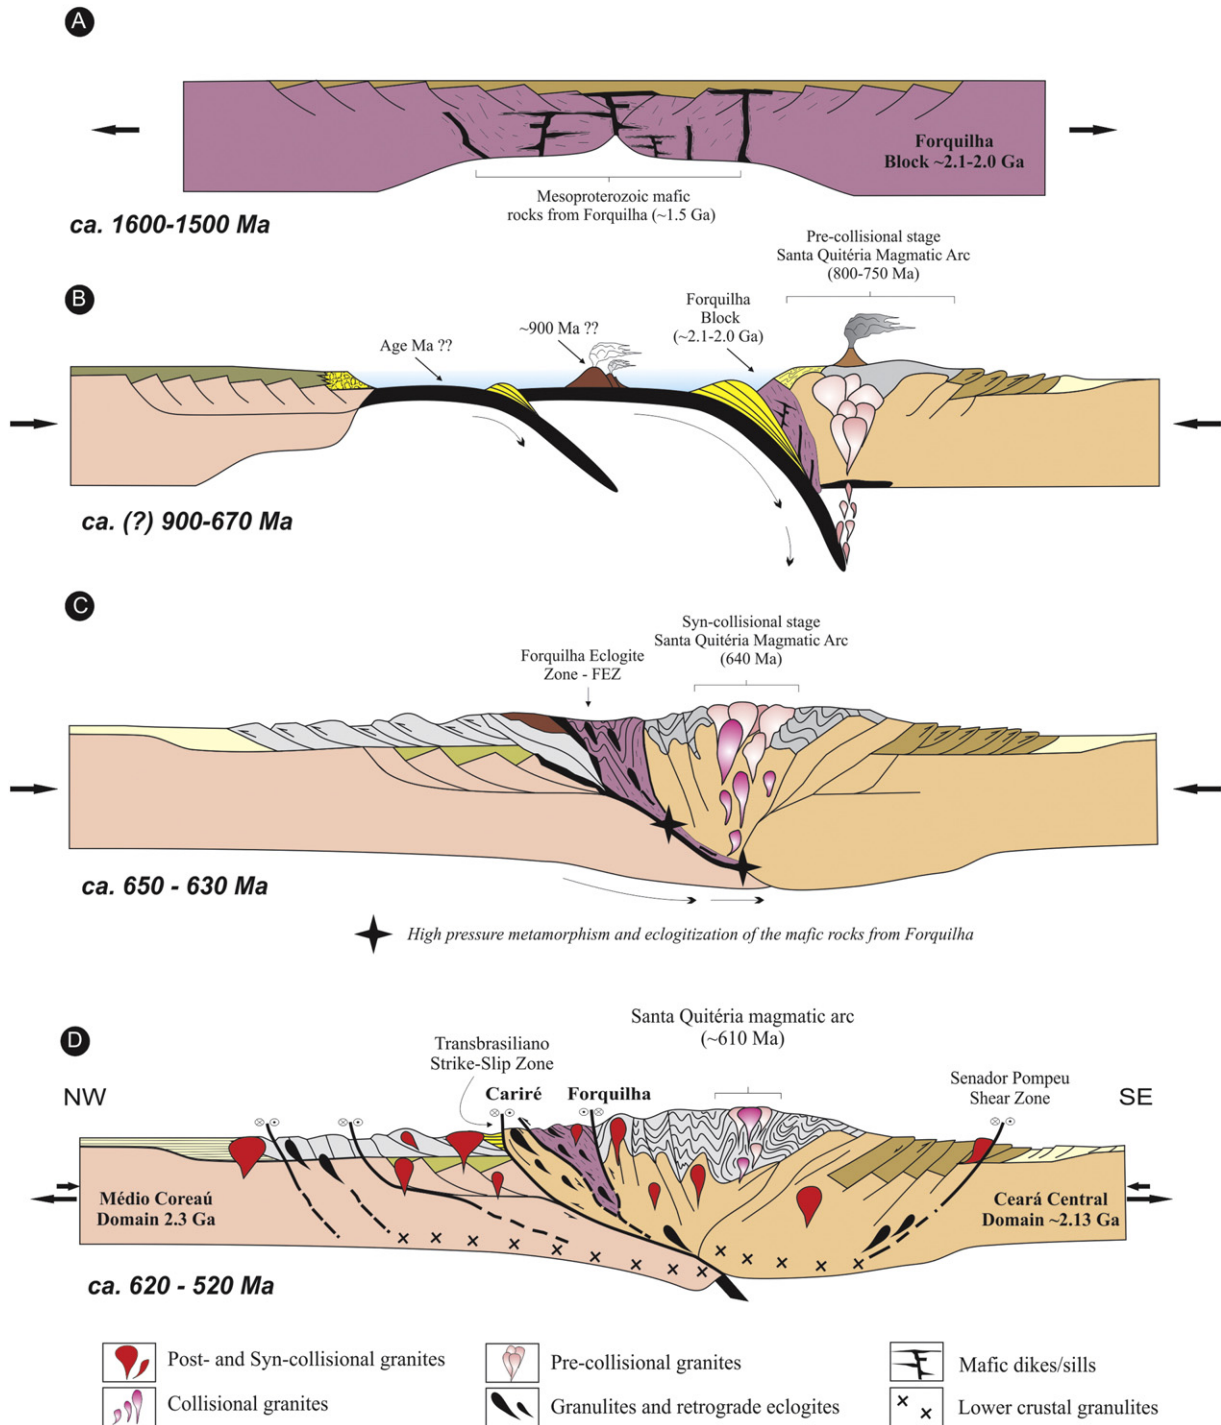 A
Forquilha
Block ~2.1-2.0 Ga
Mesoproterozoic mafic
rocks from Forquilha (~1.5 Ga)
ca. 1600-1500 Ma
Pre-collisional stage
Santa Quitéria Magmatic Arc
(800-750 Ma)
B
Forquilha
Block
(~2.1-2.0 Ga)
~900 Ma ??
Age Ma ??
ca. (?) 900-670 Ma
C
Syn-collisional stage
Santa Quitéria Magmatic Arc
(640 Ma)
Forquilha Eclogite
Zone - FEZ
ca. 650 - 630 Ma
High pressure metamorphism and eclogitization of the mafic rocks from Forquilha
D
Santa Quitéria magmatic arc
(~610 Ma)
Transbrasiliano
Strike-Slip Zone
Senador Pompeu
Shear Zone
NW
Cariré
Forquilha
SE
Médio Coreaú
Domain 2.3 Ga
Ceará Central
Domain ~2.13 Ga
ca. 620 - 520 Ma
Post- and Syn-collisional granites
Pre-collisional granites
Mafic dikes/sills
Collisional granites
Granulites and retrograde eclogites
Lower crustal granulites